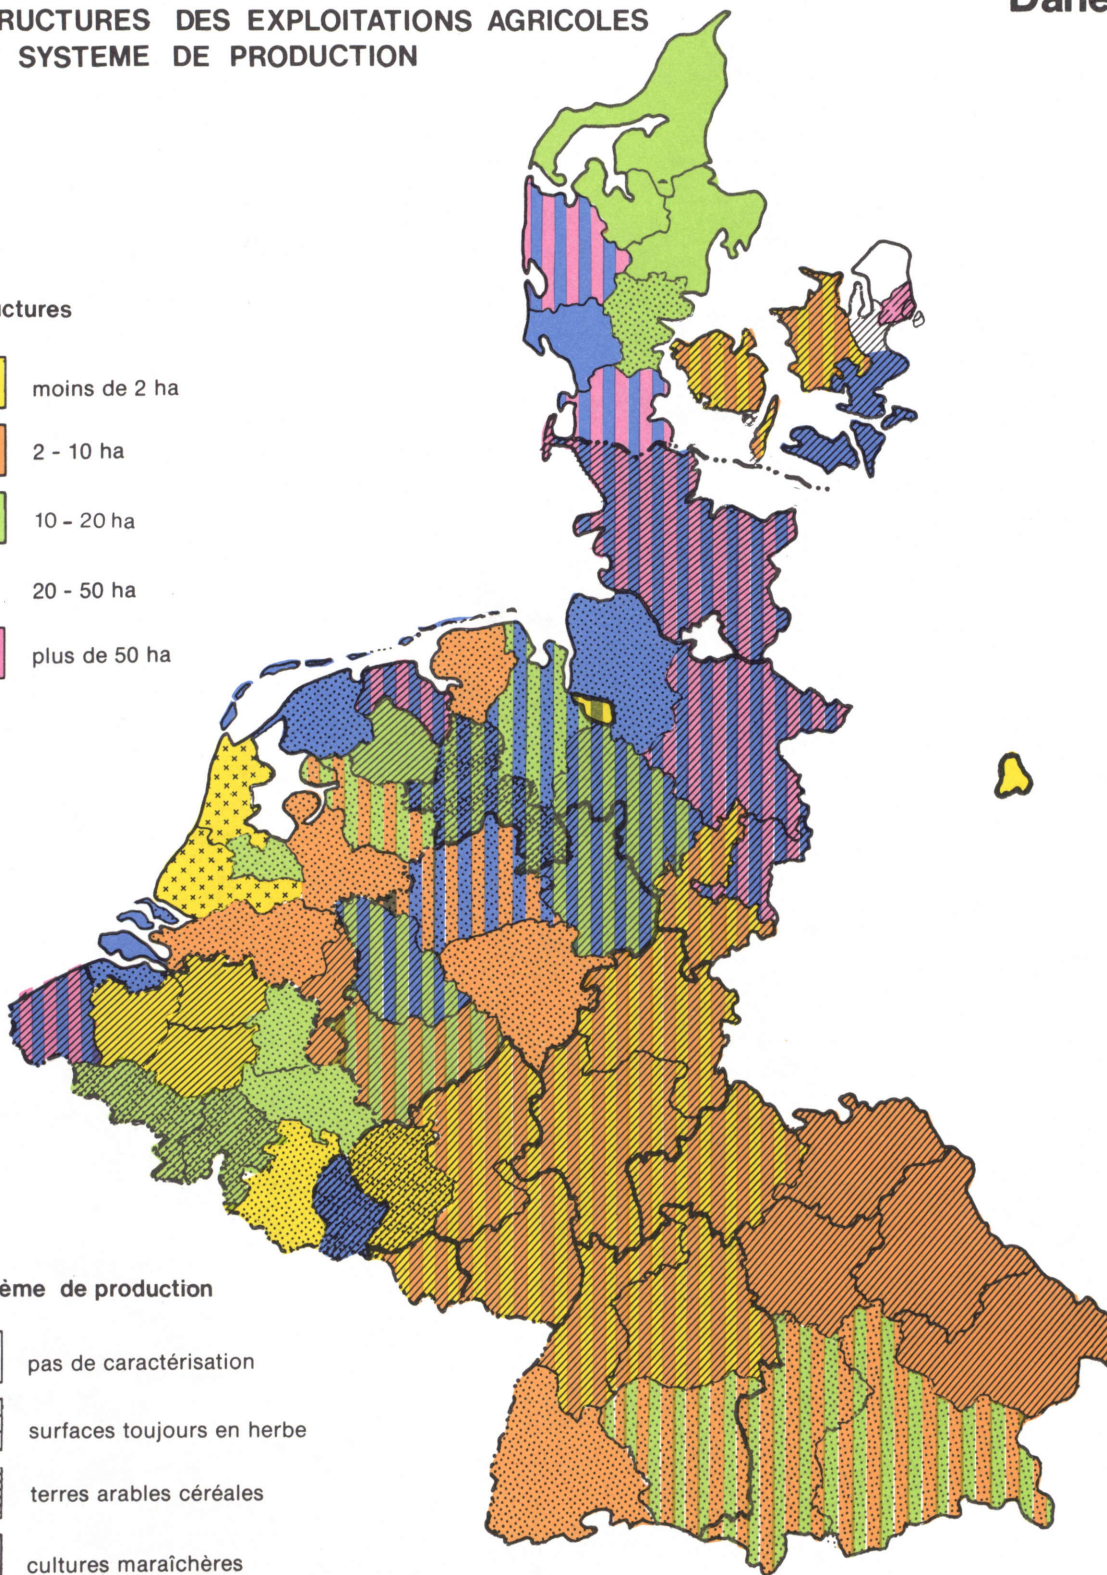 RUCTURES DES EXPLOITATIONS AGRICOLES
SYSTEME DE PRODUCTION
Dane
uctures
moins de 2 ha
2 - 10 ha
10 - 20 ha
20 - 50 ha
plus de 50 ha
ème de production
pas de caractérisation
surfaces toujours en herbe
terres arables céréales
cultures maraîchères